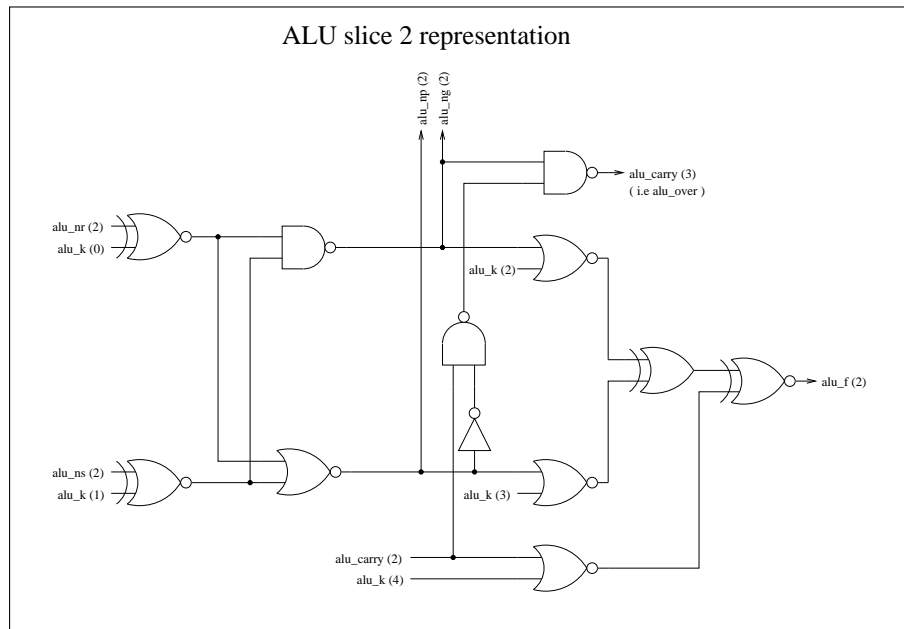 ALU slice 2 representation
alu_np (2)
alu_ng (2)
alu_carry (3)
( i.e alu_over )
alu_nr (2)
alu_k (0)
alu_k (2)
alu_f (2)
alu_ns (2)
alu_k (1)
alu_k (3)
alu_carry (2)
alu_k (4)